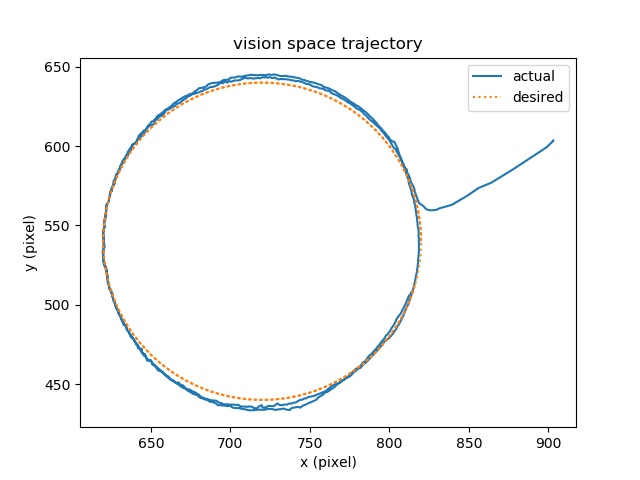 vision space trajectory
650
600
550
500
450
650
700
750
800
850
900
x (pixel)
y (pixel)
actual
desired